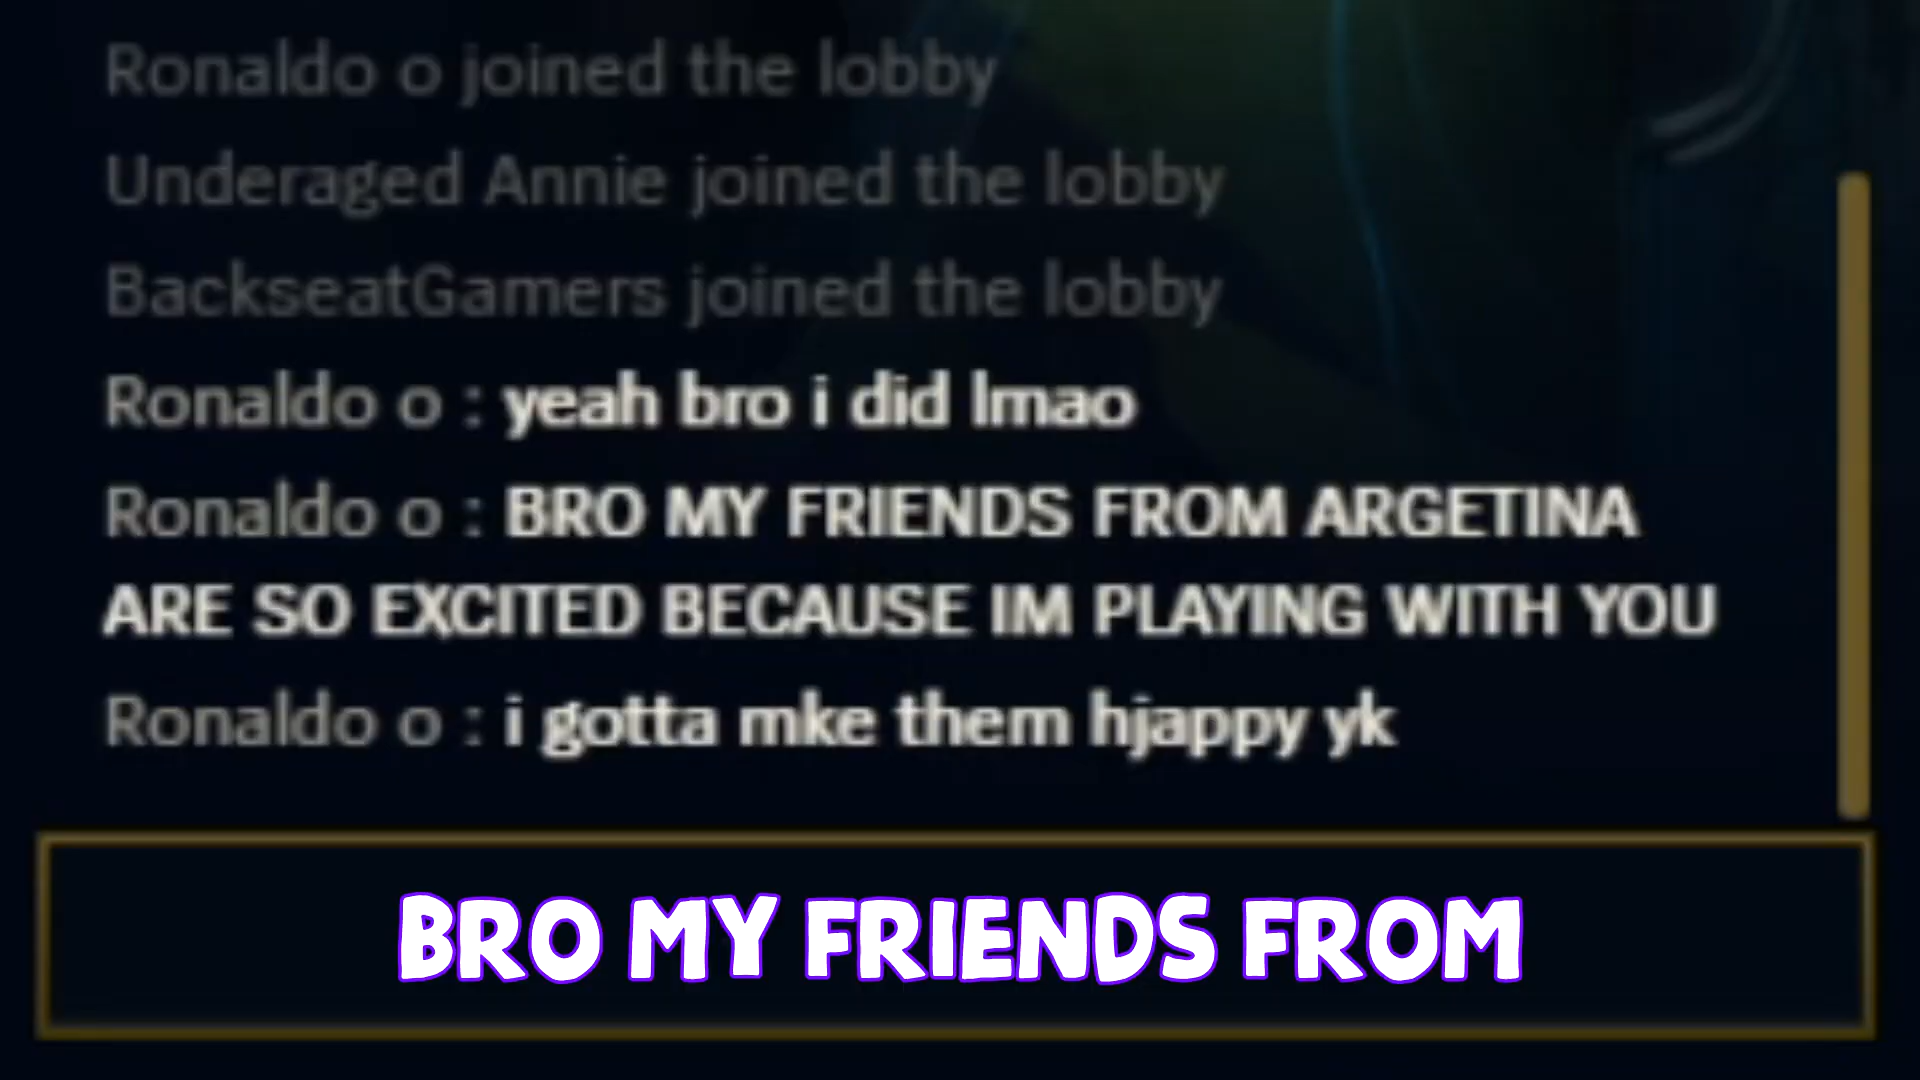 Ronaldo o joined the lobby
Underaged Annie joined the lobby
BackseatGamers joined the lobby
Ronaldo o : yeah bro i did lmao
Ronaldo o : BRO MY FRIENDS FROM ARGETINA
ARE SO EXCITED BECAUSE IM PLAYING WITH YOU
Ronaldo o : i gotta mke them hjappy yk
BRO MY FRIENDS FROM